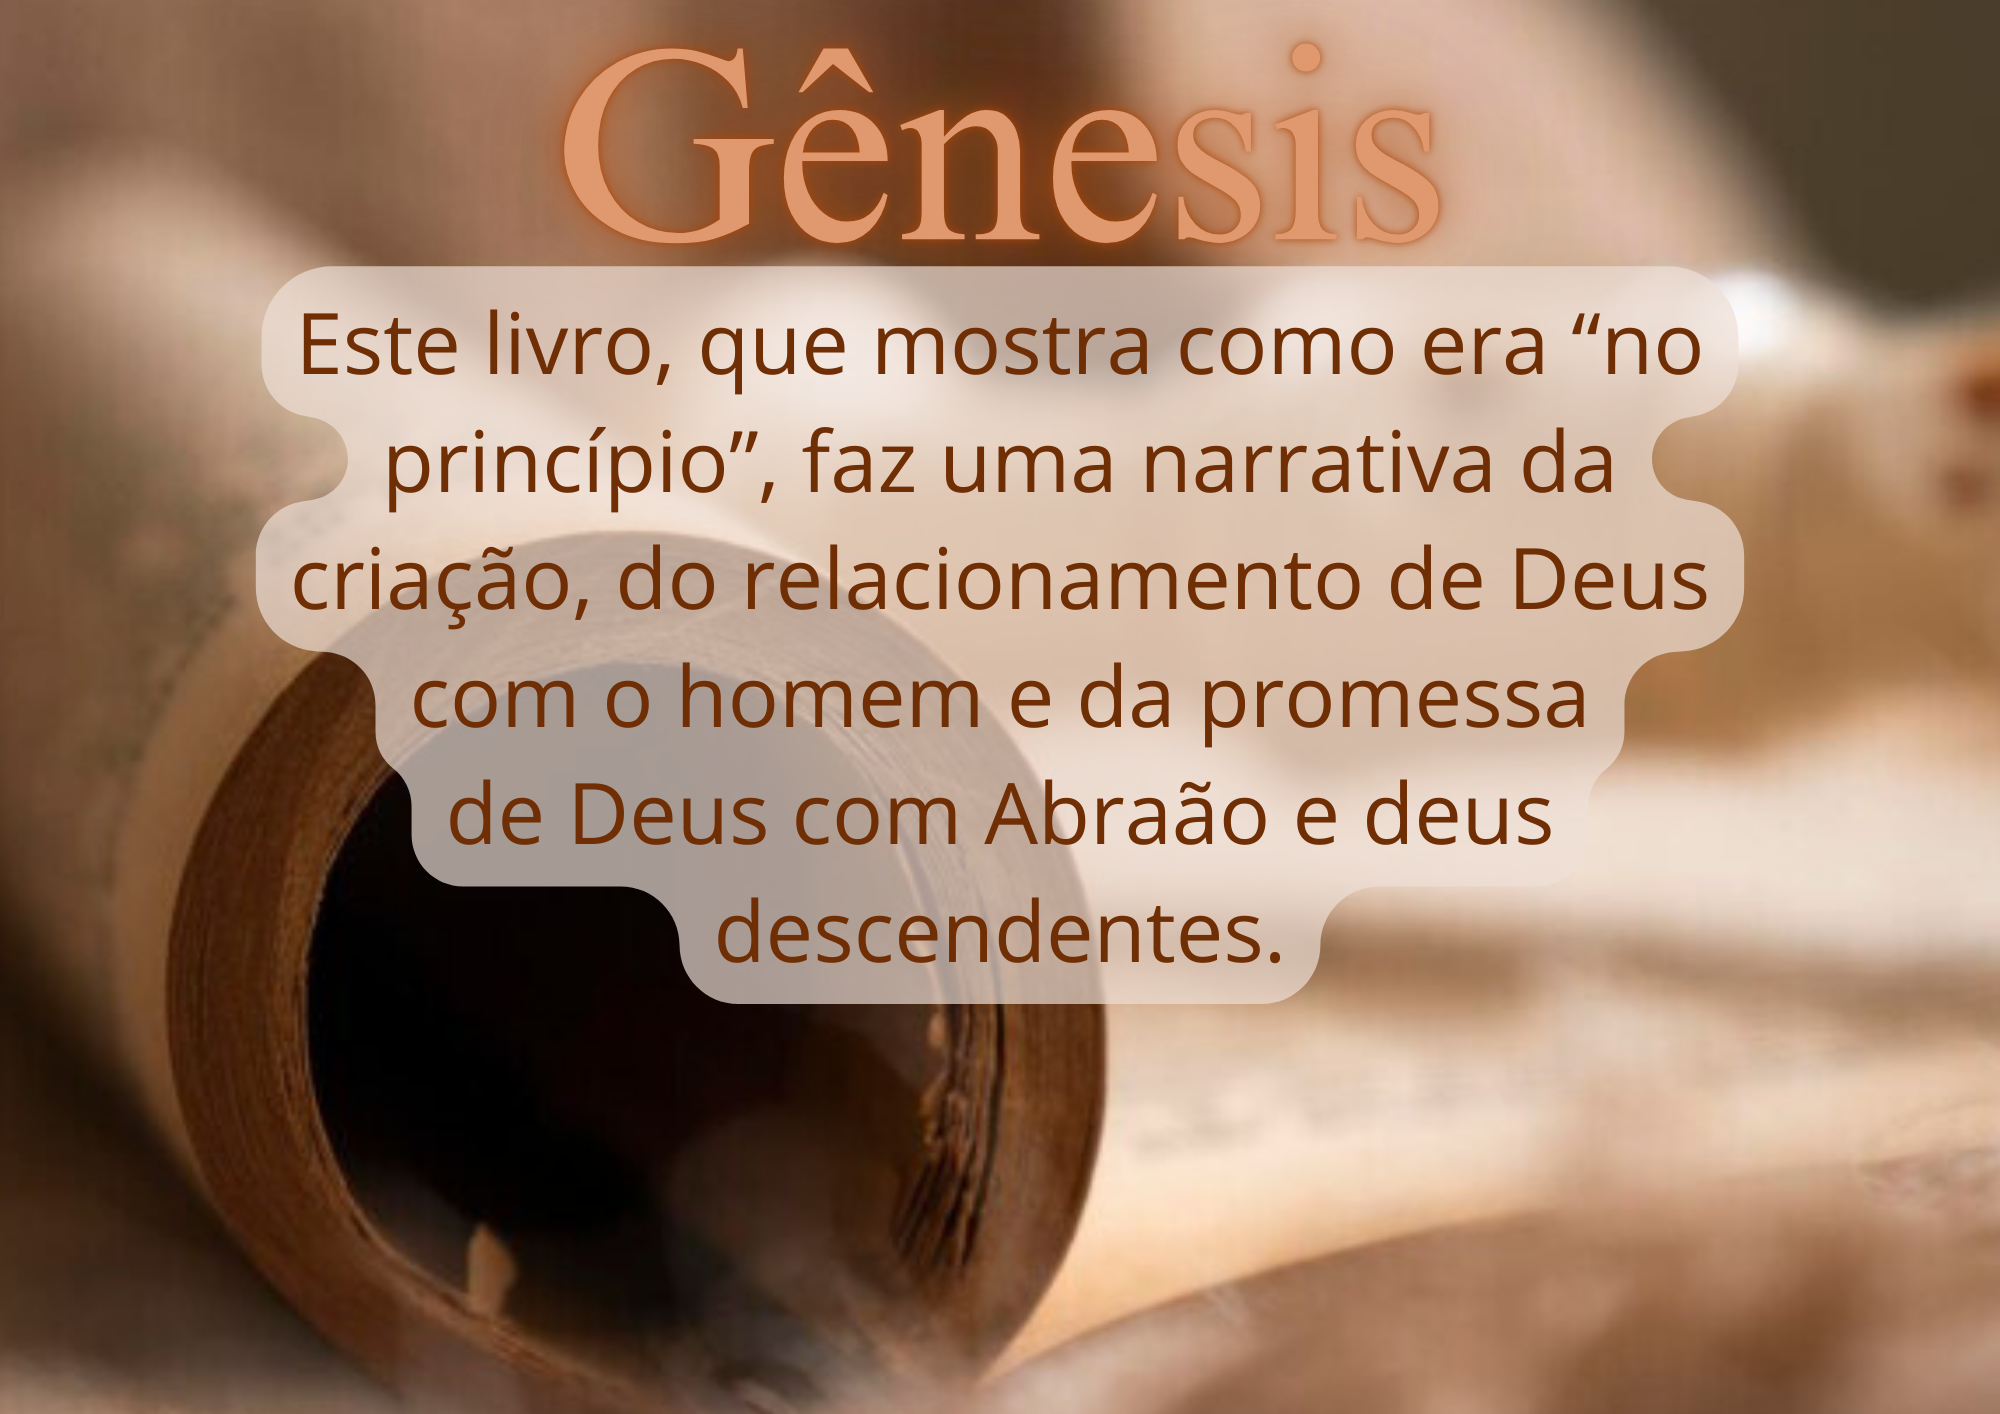 Gênesis
Este livro, que mostra como era “no
princípio”, faz uma narrativa da
criação, do relacionamento de Deus
com o homem e da promessa
de Deus com Abraão e deus
descendentes.